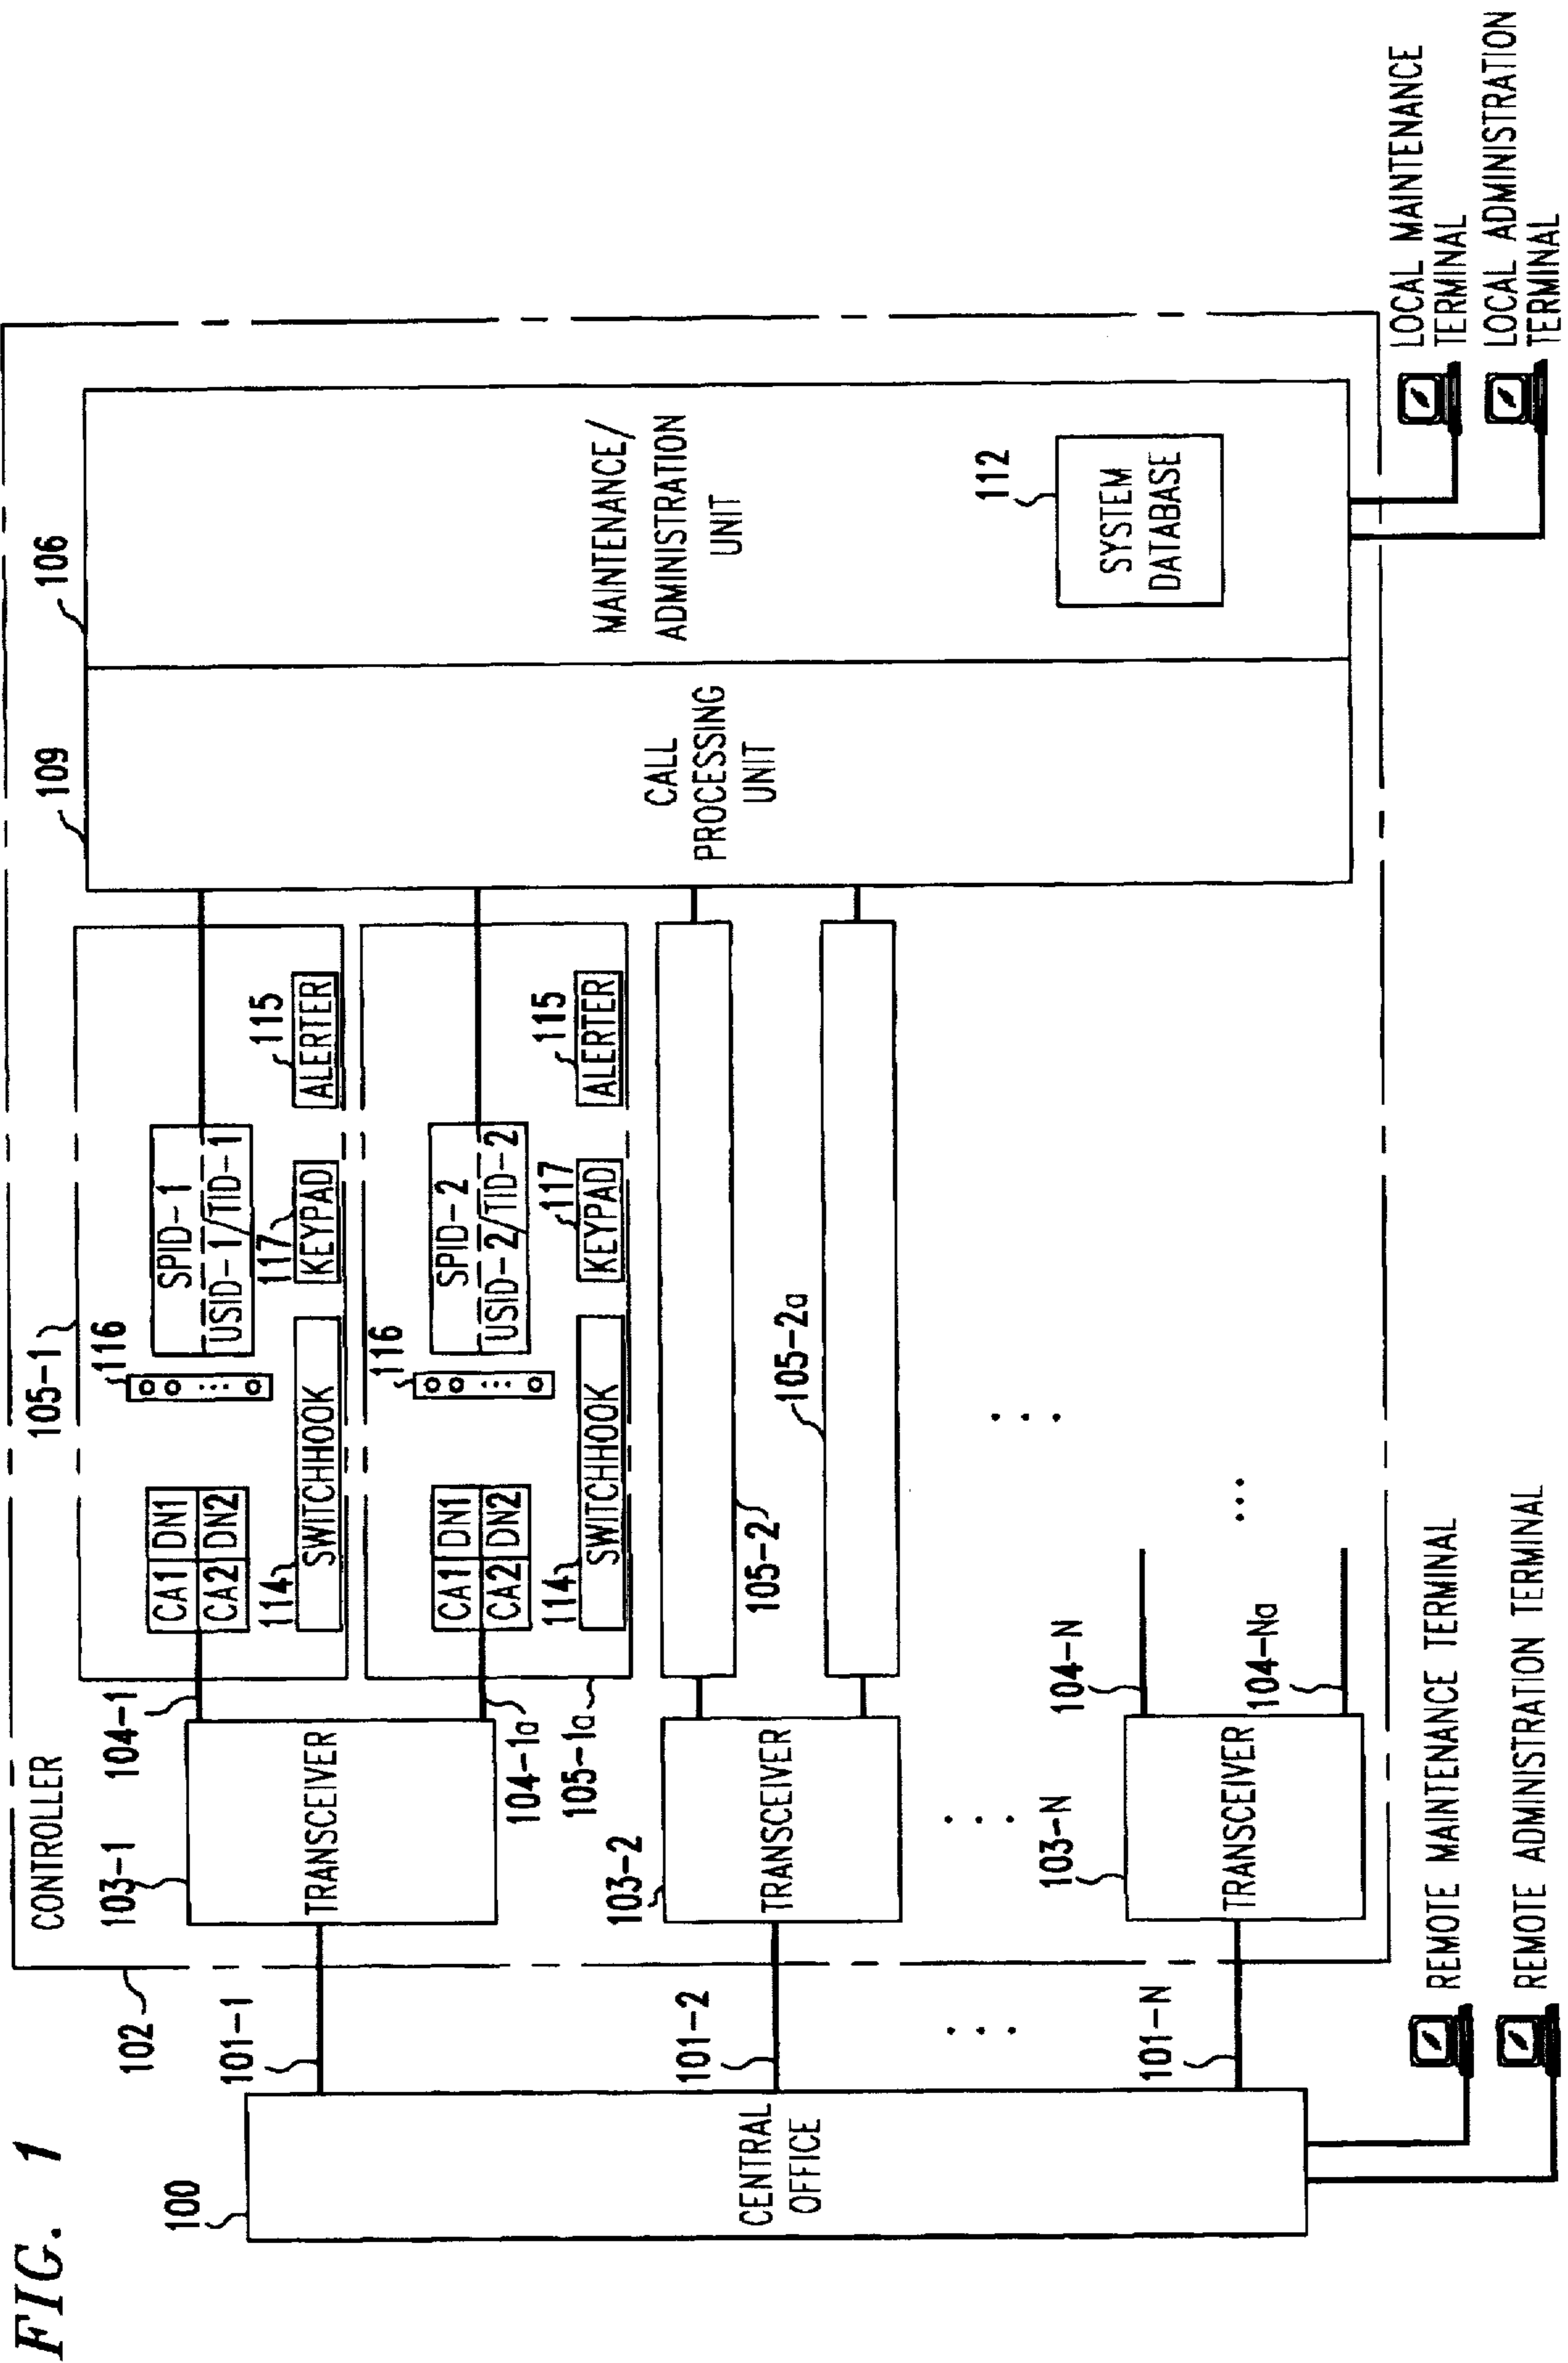 FIG. 1
100
CENTRAL
OFFICE
101-1
101-2
101-N
REMOTE MAINTENANCE TERMINAL
REMOTE ADMINISTRATION TERMINAL
102
CONTROLLER
103-1
TRANSCEIVER
103-2
TRANSCEIVER
103-N
TRANSCEIVER
104-1
104-1a
105-1a
104-N
104-Na
105-1
CA1 DN1
CA2 DN2
116
SPID-1
USID-1/TID-1
114
SWITCHHOOK
117
KEYPAD
115
ALERTER
CA1 DN1
CA2 DN2
116
SPID-2
USID-2/TID-2
114
SWITCHHOOK
117
KEYPAD
115
ALERTER
105-2
105-2a
109
CALL
PROCESSING
UNIT
106
MAINTENANCE/
ADMINISTRATION
UNIT
112
SYSTEM
DATABASE
LOCAL MAINTENANCE
TERMINAL
LOCAL ADMINISTRATION
TERMINAL